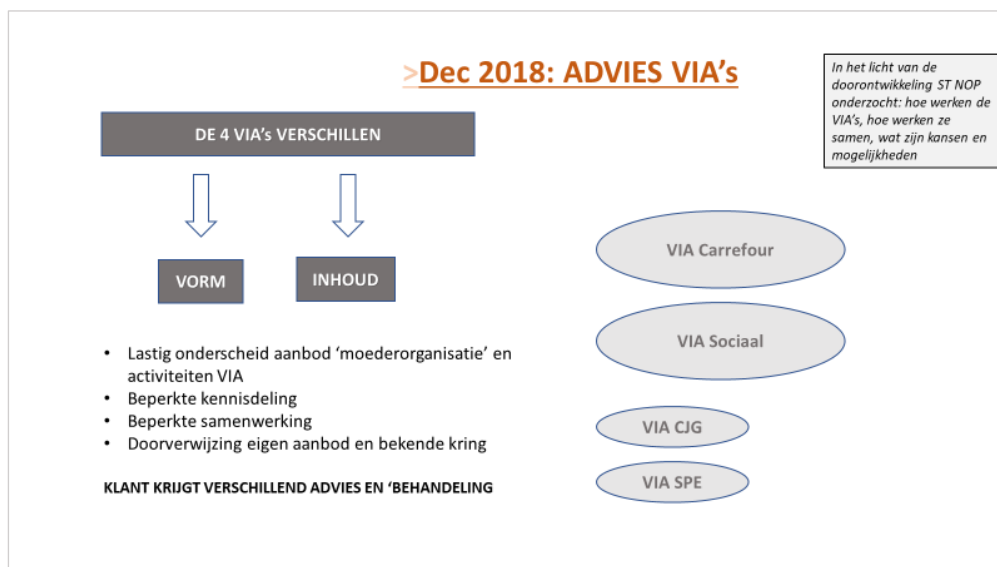 >Dec 2018: ADVIES VIA's
In het licht van de
doorontwikkeling ST NOP
onderzocht: hoe werken de
VIA's, hoe werken ze
samen, wat zijn kansen en
mogelijkheden
DE 4 VIA's VERSCHILLEN
VORM
INHOUD
• Lastig onderscheid aanbod 'moederorganisatie' en
activiteiten VIA
• Beperkte kennisdeling
• Beperkte samenwerking
• Doorverwijzing eigen aanbod en bekende kring
KLANT KRIJGT VERSCHILLEND ADVIES EN 'BEHANDELING
VIA Carrefour
VIA Sociaal
VIA CJG
VIA SPE